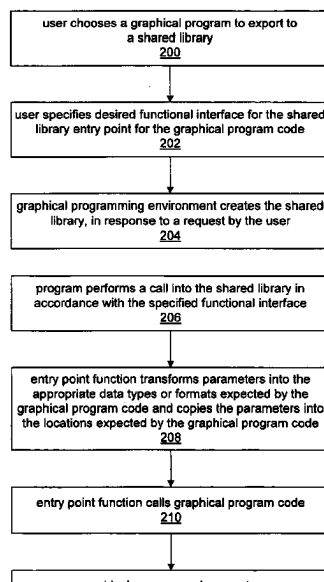 user chooses a graphical program to export to
a shared library
200
user specifies desired functional interface for the shared
library entry point for the graphical program code
202
graphical programming environment creates the shared
library, in response to a request by the user
204
program performs a call into the shared library in
accordance with the specified functional interface
206
entry point function transforms parameters into the
appropriate data types or formats expected by the
graphical program code and copies the parameters into
the locations expected by the graphical program code
208
entry point function calls graphical program code
210